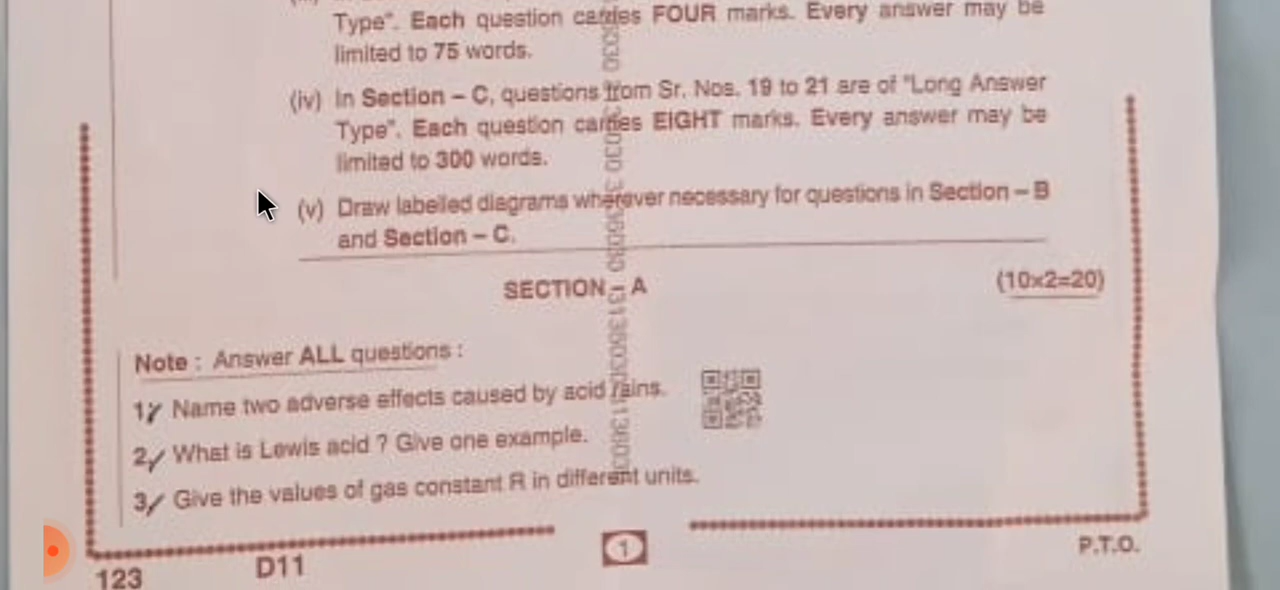 Type". Each question carries FOUR marks. Every answer may be
limited to 75 words.
(iv) In Section – C, questions from Sr. Nos. 19 to 21 are of "Long Answer
Type". Each question carries EIGHT marks. Every answer may be
limited to 300 words.
(v) Draw labelled diagrams wherever necessary for questions in Section – B
and Section – C.
SECTION – A
(10x2=20)
Note : Answer ALL questions :
1. Name two adverse effects caused by acid rains.
2. What is Lewis acid ? Give one example.
3. Give the values of gas constant R in different units.
123
D11
1
P.T.O.